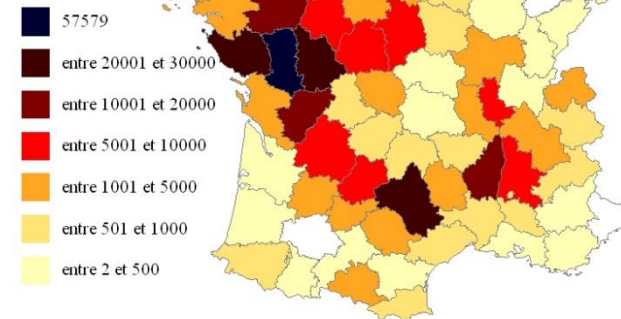 57579
entre 20001 et 30000
entre 10001 et 20000
entre 5001 et 10000
entre 1001 et 5000
entre 501 et 1000
entre 2 et 500